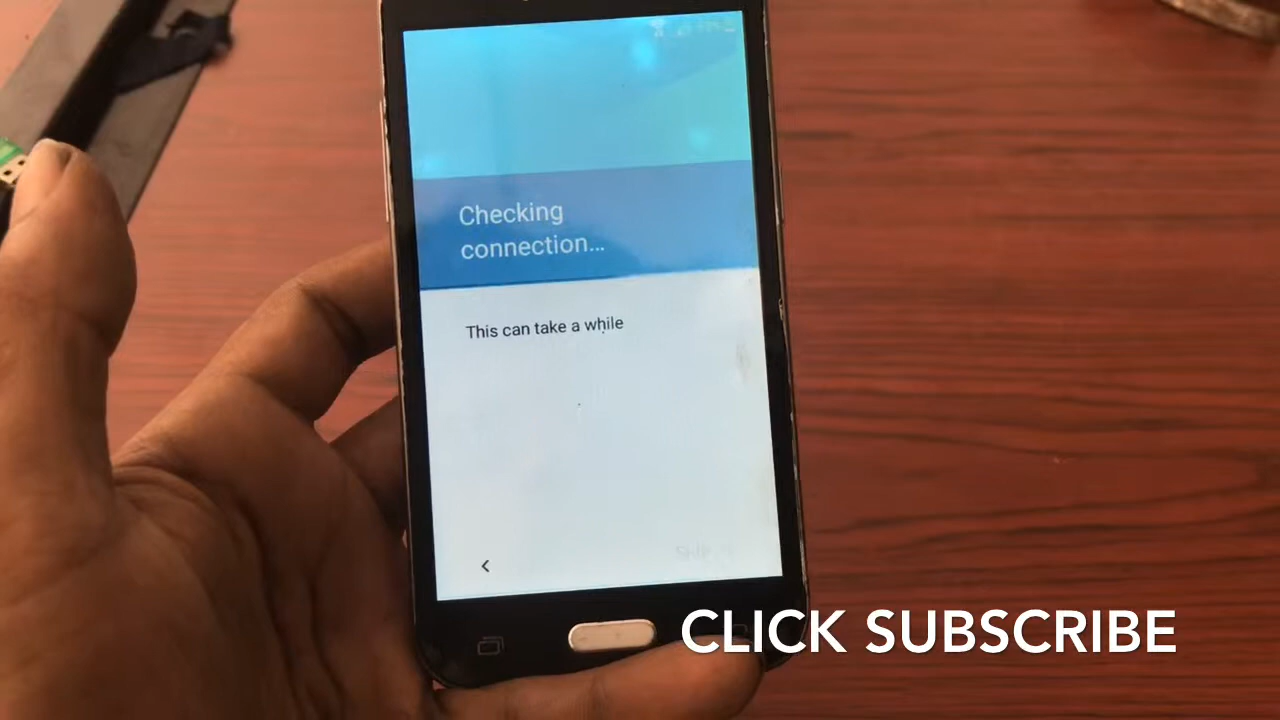 Checking
connection...
This can take a while
<
CLICK SUBSCRIBE